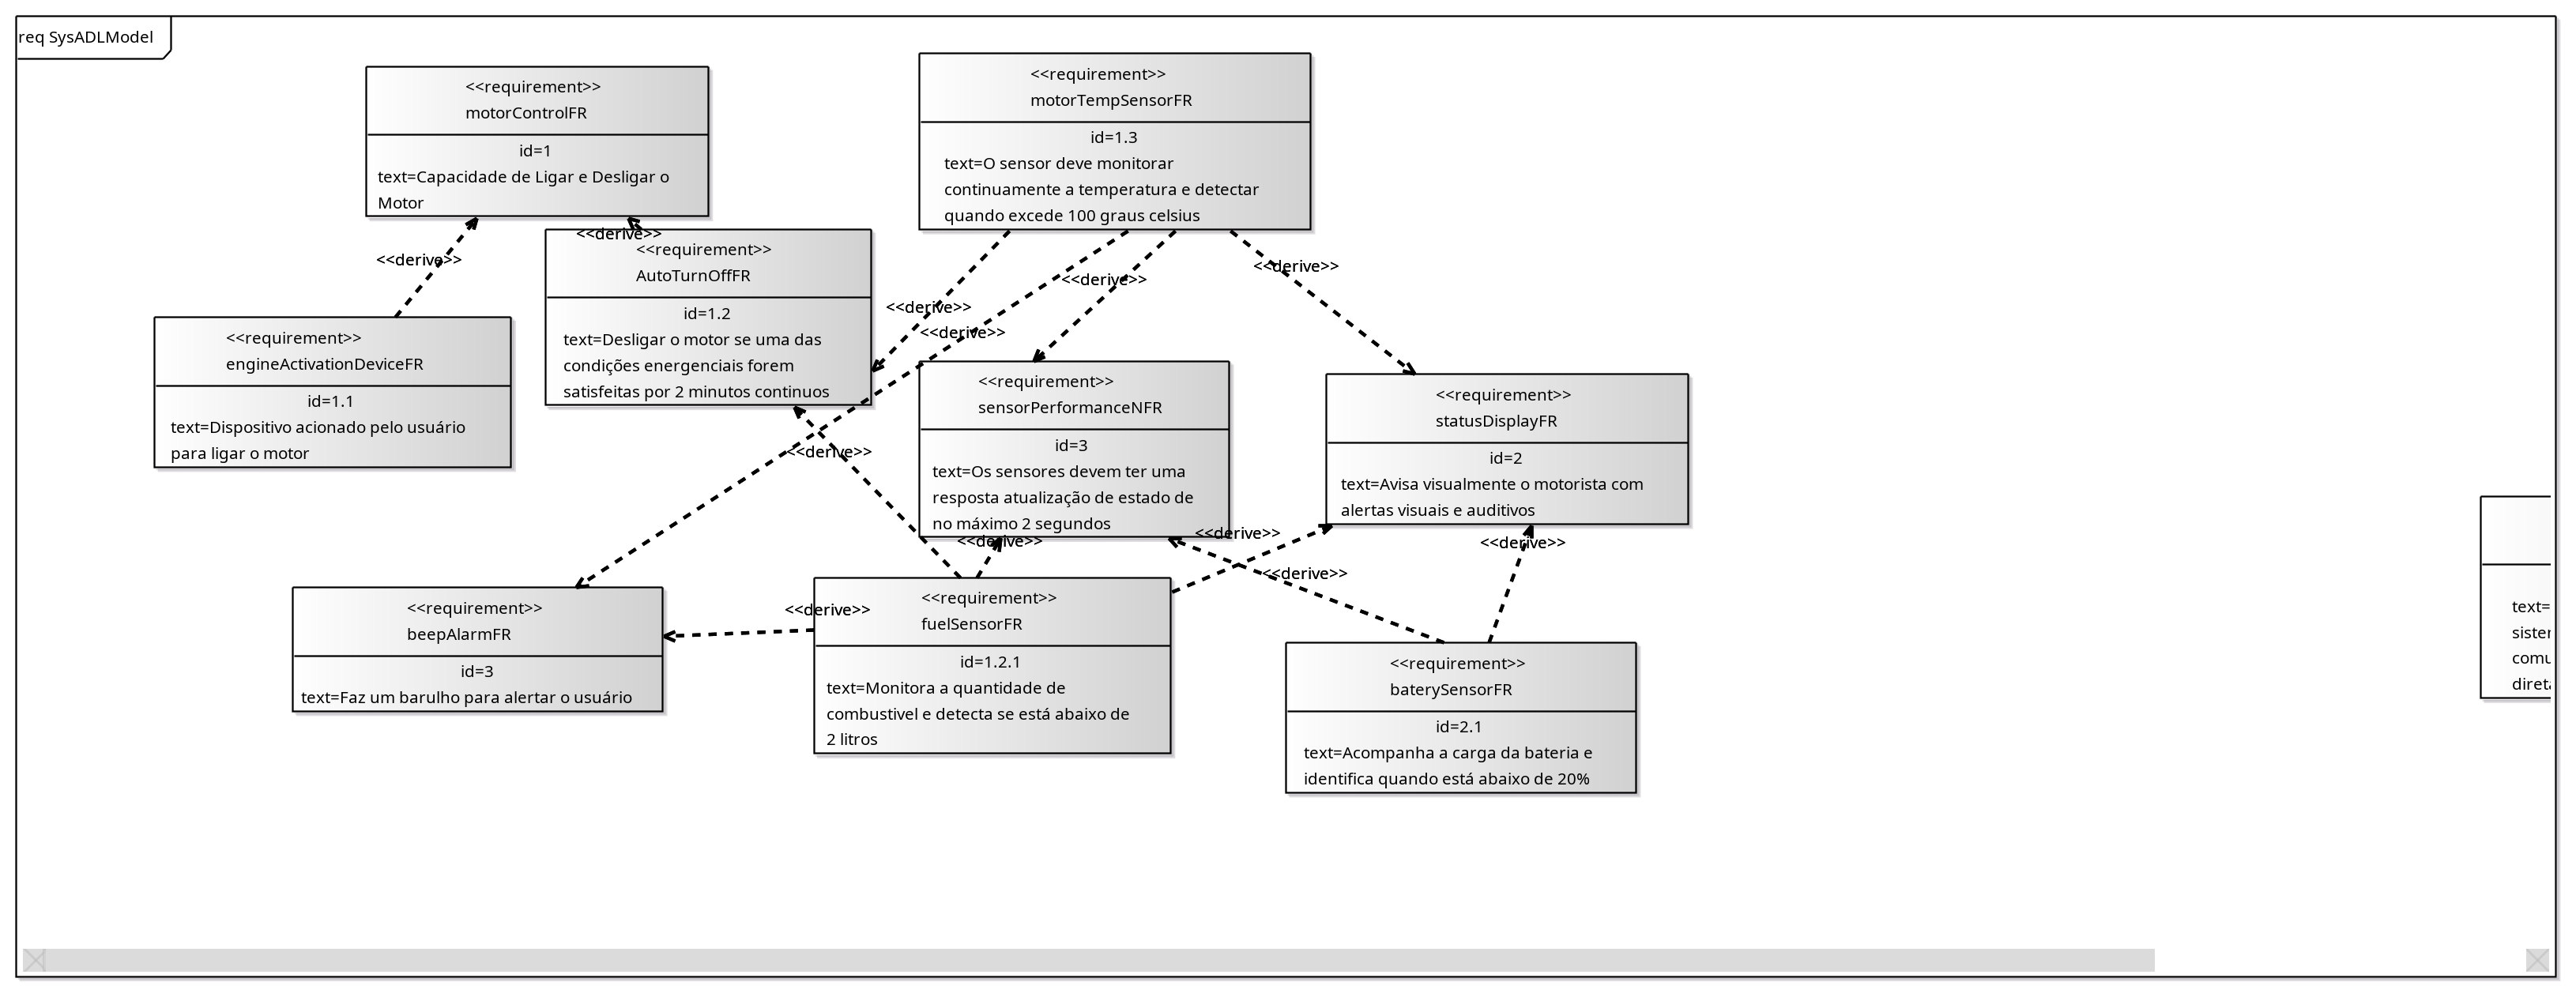 req SysADLModel
<<requirement>>
motorControlFR
id=1
text=Capacidade de Ligar e Desligar o
Motor
<<requirement>>
motorTempSensorFR
id=1.3
text=O sensor deve monitorar
continuamente a temperatura e detectar
quando excede 100 graus celsius
<<derive>>
<<derive>>
<<requirement>>
AutoTurnOffFR
id=1.2
text=Desligar o motor se uma das
condições energenciais forem
satisfeitas por 2 minutos continuos
<<derive>>
<<derive>>
<<derive>>
<<derive>>
<<requirement>>
engineActivationDeviceFR
id=1.1
text=Dispositivo acionado pelo usuário
para ligar o motor
<<requirement>>
sensorPerformanceNFR
id=3
text=Os sensores devem ter uma
resposta atualização de estado de
no máximo 2 segundos
<<requirement>>
statusDisplayFR
id=2
text=Avisa visualmente o motorista com
alertas visuais e auditivos
<<derive>>
<<derive>>
<<derive>>
<<derive>>
<<derive>>
<<derive>>
<<requirement>>
beepAlarmFR
id=3
text=Faz um barulho para alertar o usuário
<<requirement>>
fuelSensorFR
id=1.2.1
text=Monitora a quantidade de
combustivel e detecta se está abaixo de
2 litros
<<requirement>>
baterySensorFR
id=2.1
text=Acompanha a carga da bateria e
identifica quando está abaixo de 20%
text=